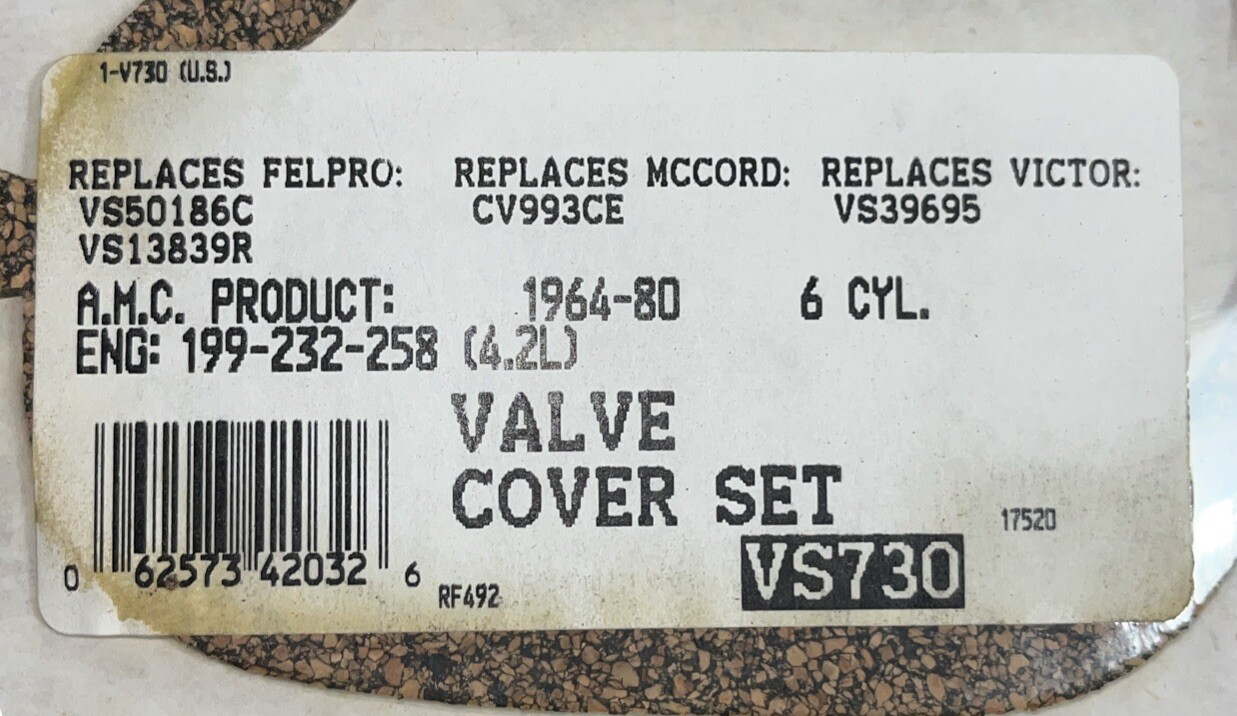 1-V730 (U.S.)
REPLACES FELPRO: REPLACES MCCORD: REPLACES VICTOR:
VS50186C CV993CE VS39695
VS13839R
A.M.C. PRODUCT: 1964-80 6 CYL.
ENG: 199-232-258 (4.2L)
VALVE
COVER SET
17520
VS730
0 62573 42032 6
RF492